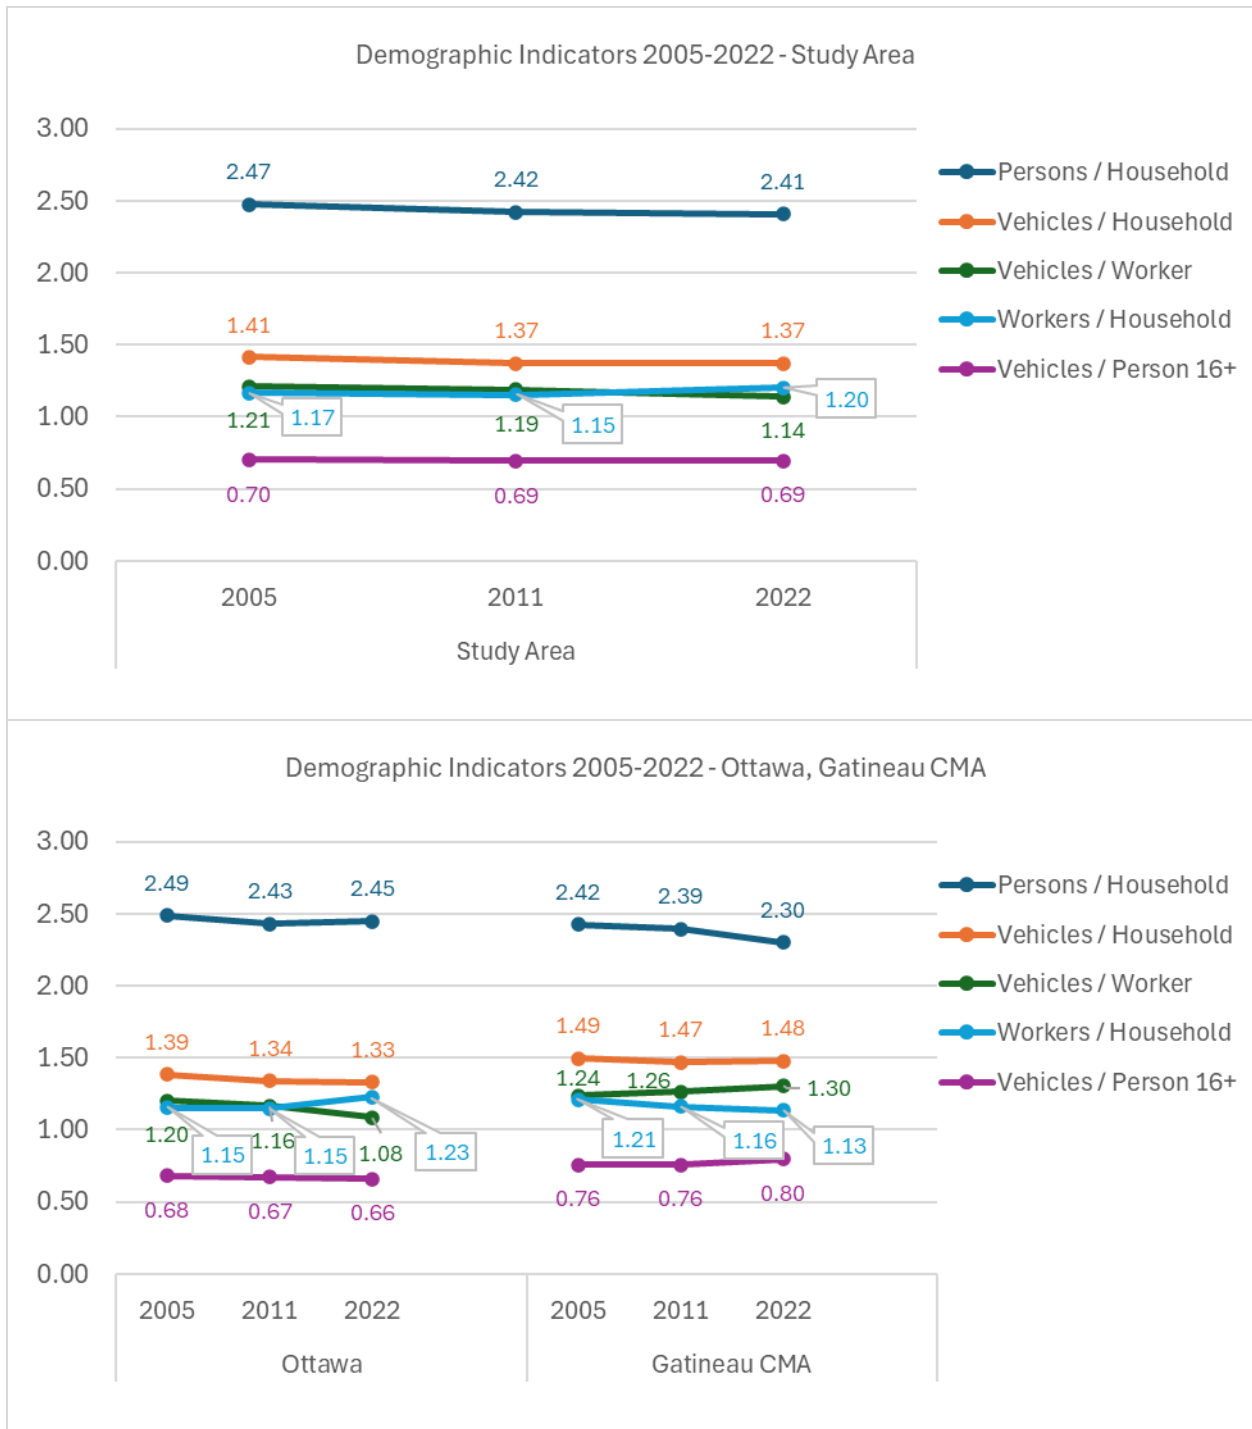 Demographic Indicators 2005-2022 - Study Area
3.00
2.50
2.00
1.50
1.00
0.50
0.00
2.47 2.42 2.41
1.41 1.37 1.37
1.17 1.15 1.20
1.21 1.19 1.14
0.70 0.69 0.69
2005 2011 2022
Study Area
Persons / Household
Vehicles / Household
Vehicles / Worker
Workers / Household
Vehicles / Person 16+
Demographic Indicators 2005-2022 - Ottawa, Gatineau CMA
3.00
2.50
2.00
1.50
1.00
0.50
0.00
2.49 2.43 2.45 2.42 2.39 2.30
1.39 1.34 1.33 1.49 1.47 1.48
1.20 1.16 1.08 1.24 1.26 1.30
1.15 1.15 1.23 1.21 1.16 1.13
0.68 0.67 0.66 0.76 0.76 0.80
2005 2011 2022 2005 2011 2022
Ottawa Gatineau CMA
Persons / Household
Vehicles / Household
Vehicles / Worker
Workers / Household
Vehicles / Person 16+